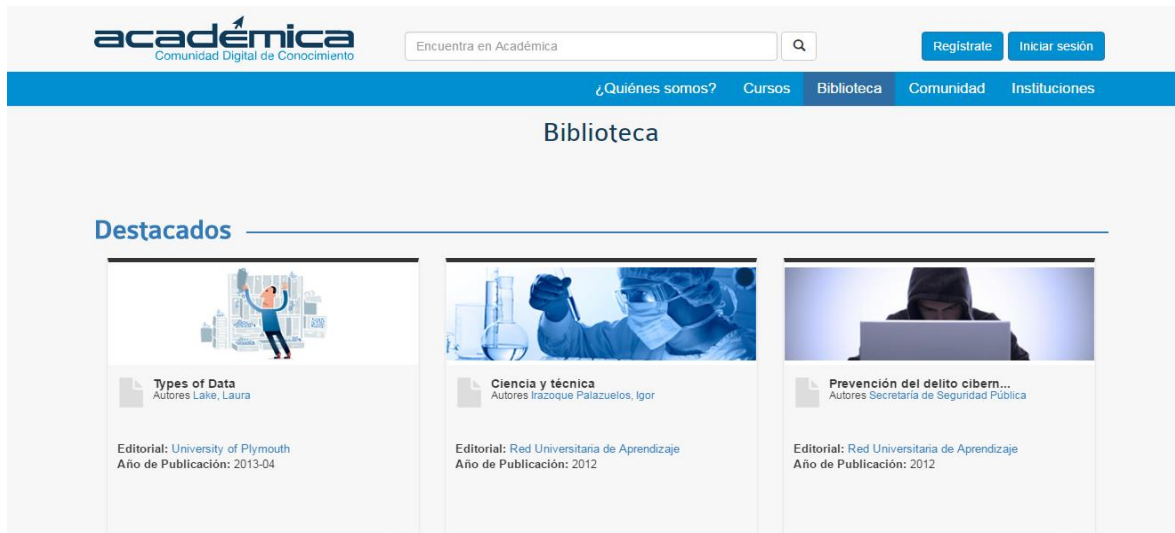 académica
Comunidad Digital de Conocimiento
Encuentra en Académica
Regístrate
Iniciar sesión
¿Quiénes somos?
Cursos
Biblioteca
Comunidad
Instituciones
Biblioteca
Destacados
Types of Data
Autores Lake, Laura
Editorial: University of Plymouth
Año de Publicación: 2013-04
Ciencia y técnica
Autores Irazoque Palazuelos, Igor
Editorial: Red Universitaria de Aprendizaje
Año de Publicación: 2012
Prevención del delito cibern...
Autores Secretaría de Seguridad Pública
Editorial: Red Universitaria de Aprendizaje
Año de Publicación: 2012